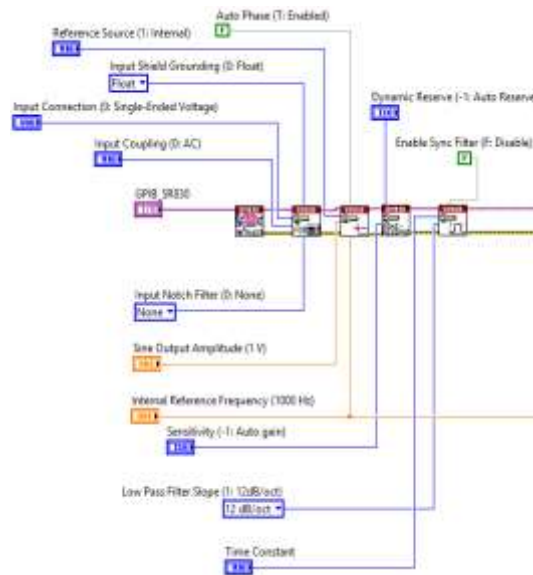 Auto Phase (T: Enabled)
F
Reference Source (1: Internal)
Input Shield Grounding (0: Float)
Float
Dynamic Reserve (-1: Auto Reserve
Input Connection (0: Single-Ended Voltage)
Enable Sync Filter (F: Disable)
F
Input Coupling (0: AC)
GPIB_SR830
Input Notch Filter (0: None)
None
Sine Output Amplitude (1 V)
Internal Reference Frequency (1000 Hz)
Sensitivity (-1: Auto gain)
Low Pass Filter Slope (1: 12dB/oct)
12 dB/oct
Time Constant